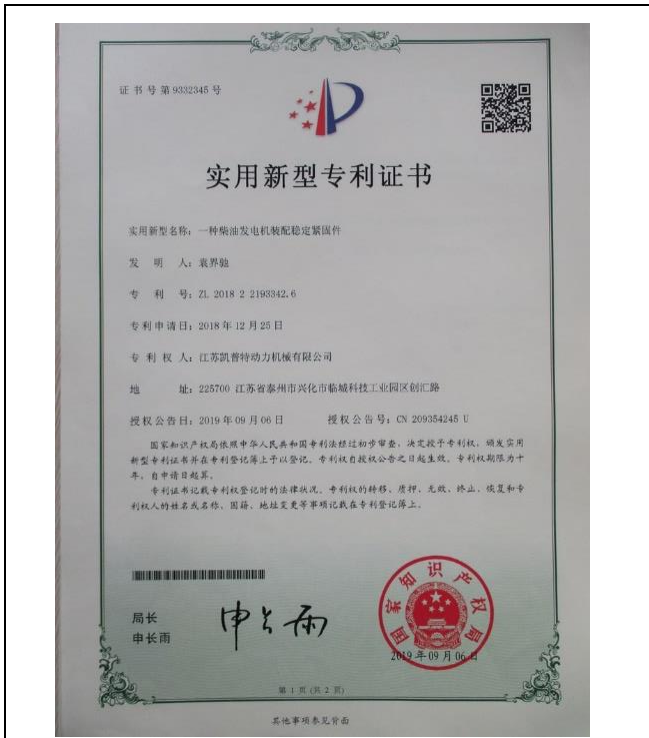 证书号第9332345号
实用新型专利证书
实用新型名称：一种柴油发电机装配稳定紧固件
发明人：袁界驰
专利号：ZL 2018 2 2193342.6
专利申请日：2018年12月25日
专利权人：江苏凯普特动力机械有限公司
地址：225700 江苏省泰州市兴化市临城科技工业园区创汇路
授权公告日：2019年09月06日 授权公告号：CN 209354245 U
国家知识产权局依照中华人民共和国专利法经过初步审查，决定授予专利权，颁发实用
新型专利证书并在专利登记簿上予以登记。专利权自授权公告之日起生效。专利权期限为十
年，自申请日起算。
专利证书记载专利权登记时的法律状况。专利权的转移、质押、无效、终止、恢复和专
利权人的姓名或名称、国籍、地址变更等事项记载在专利登记簿上。
局长
申长雨
申长雨
国家知识产权局
2019年09月06日
第1页(共2页)
其他事项参见背面